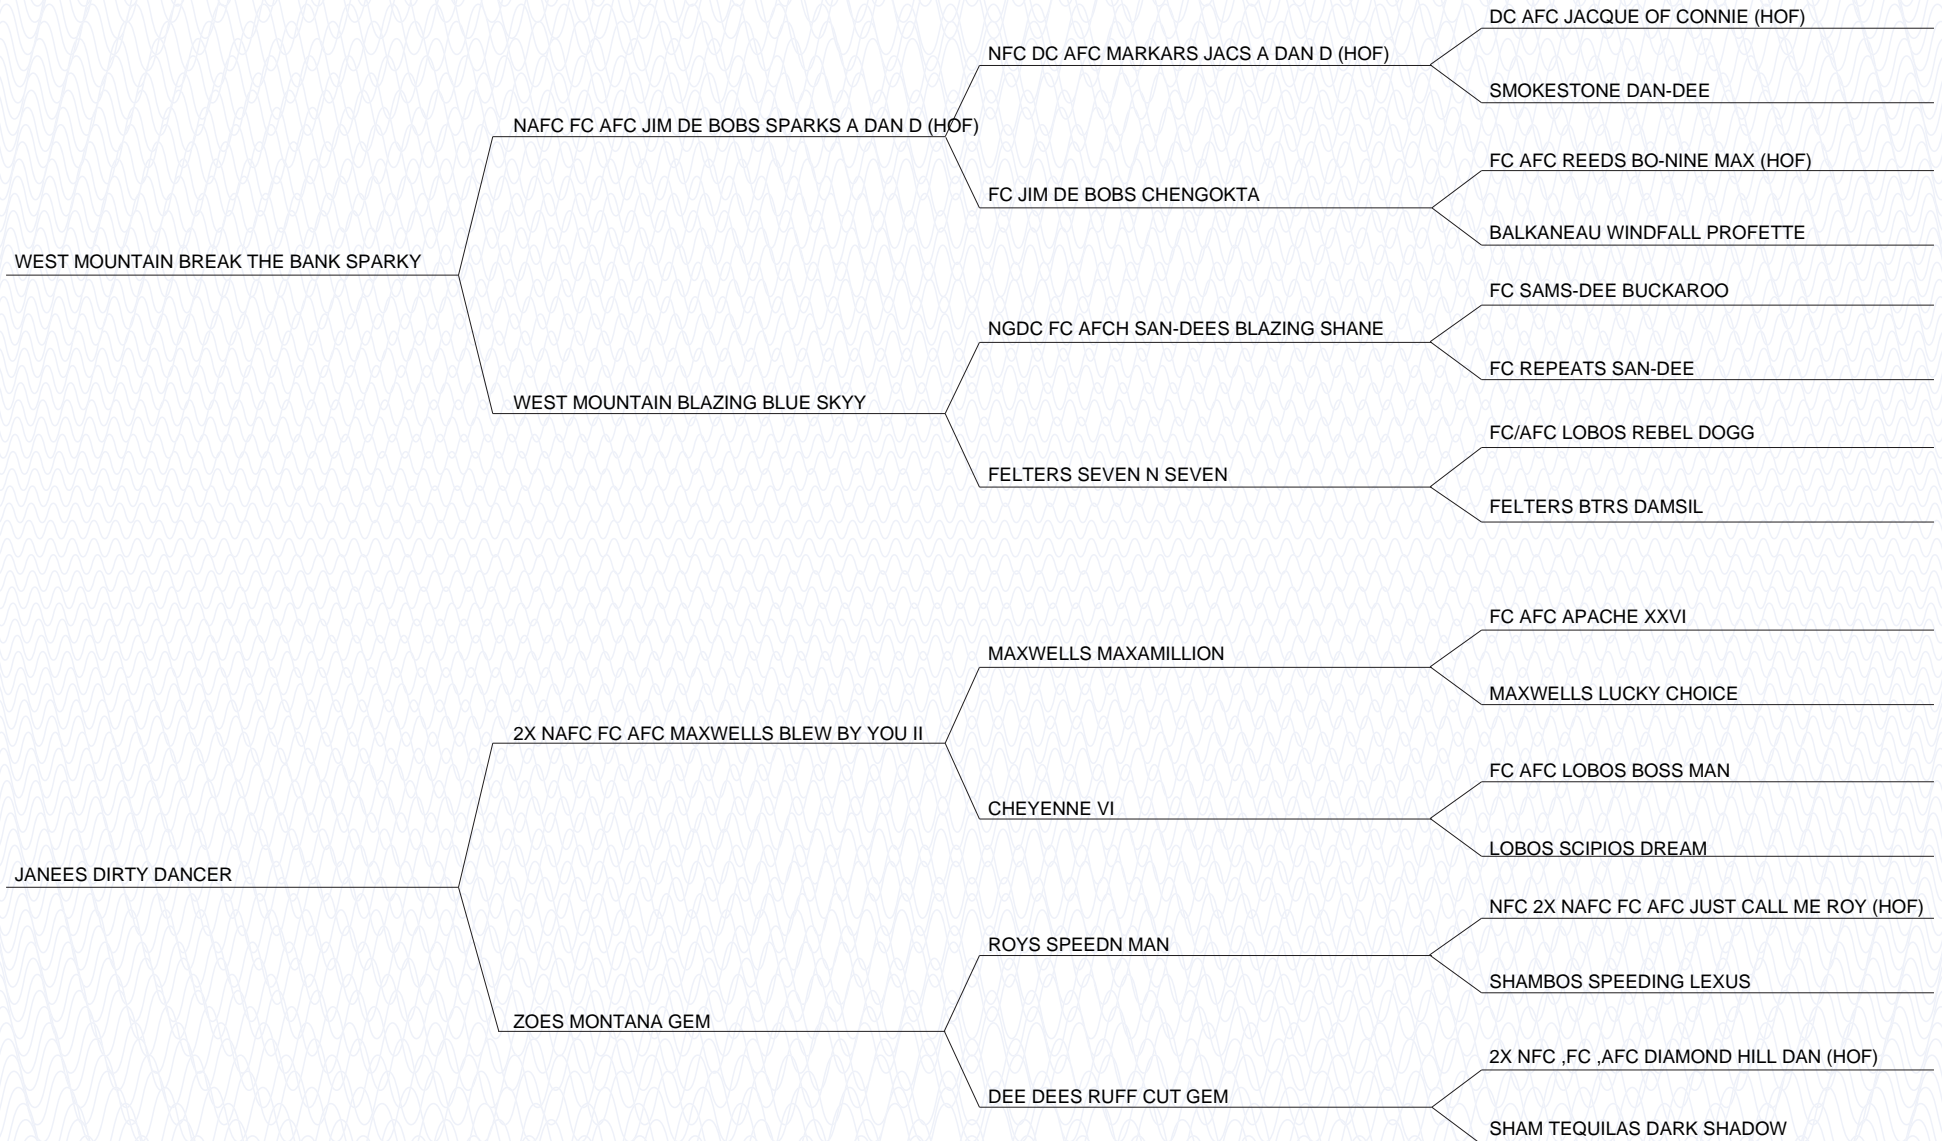 DC AFC JACQUE OF CONNIE (HOF)
NFC DC AFC MARKARS JACS A DAN D (HOF)
SMOKESTONE DAN-DEE
NAFC FC AFC JIM DE BOBS SPARKS A DAN D (HOF)
FC AFC REEDS BO-NINE MAX (HOF)
FC JIM DE BOBS CHENGOKTA
BALKANEAU WINDFALL PROFETTE
WEST MOUNTAIN BREAK THE BANK SPARKY
FC SAMS-DEE BUCKAROO
NGDC FC AFCH SAN-DEES BLAZING SHANE
FC REPEATS SAN-DEE
WEST MOUNTAIN BLAZING BLUE SKYY
FC/AFC LOBOS REBEL DOGG
FELTERS SEVEN N SEVEN
FELTERS BTRS DAMSIL
FC AFC APACHE XXVI
MAXWELLS MAXAMILLION
MAXWELLS LUCKY CHOICE
2X NAFC FC AFC MAXWELLS BLEW BY YOU II
FC AFC LOBOS BOSS MAN
CHEYENNE VI
LOBOS SCIPIOS DREAM
JANEES DIRTY DANCER
NFC 2X NAFC FC AFC JUST CALL ME ROY (HOF)
ROYS SPEEDN MAN
SHAMBOS SPEEDING LEXUS
ZOES MONTANA GEM
2X NFC ,FC ,AFC DIAMOND HILL DAN (HOF)
DEE DEES RUFF CUT GEM
SHAM TEQUILAS DARK SHADOW